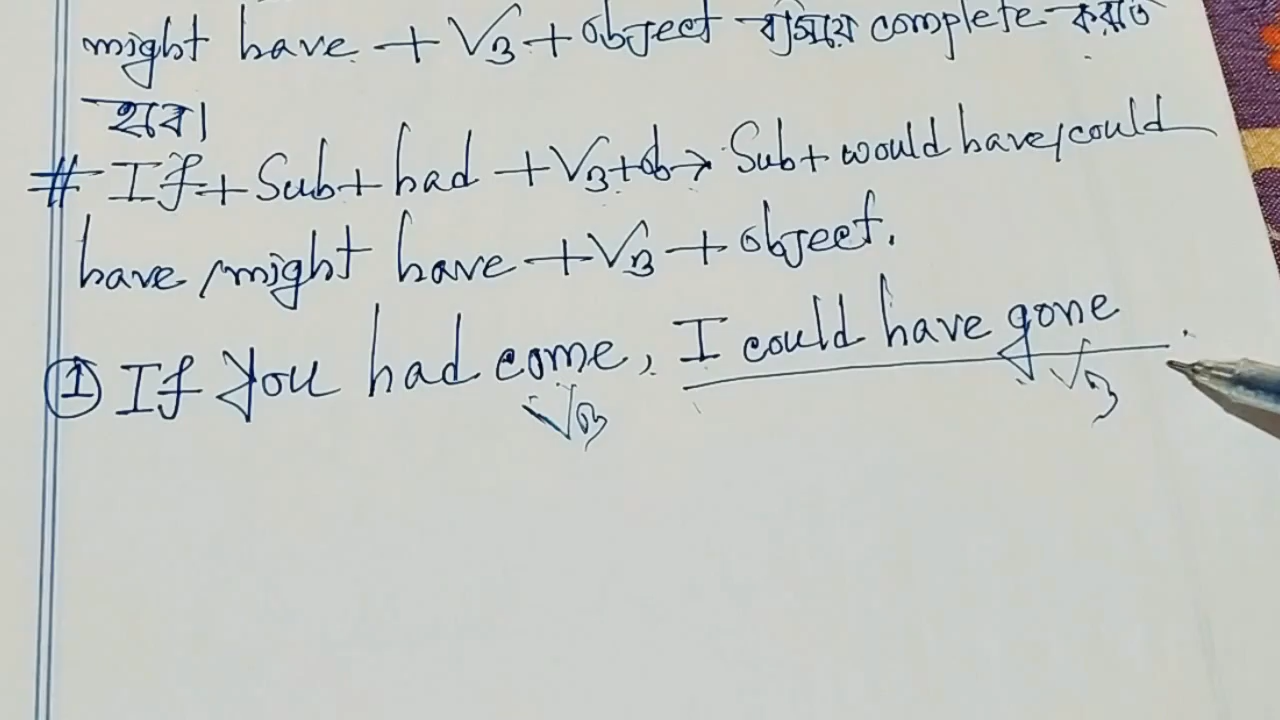 might have + V3 + object বসিয়ে complete করতে
হবে।
# If + Sub + had + V3 + ob → Sub + would have/could
have/might have + V3 + object.
① If you had come, I could have gone.
V3 V3